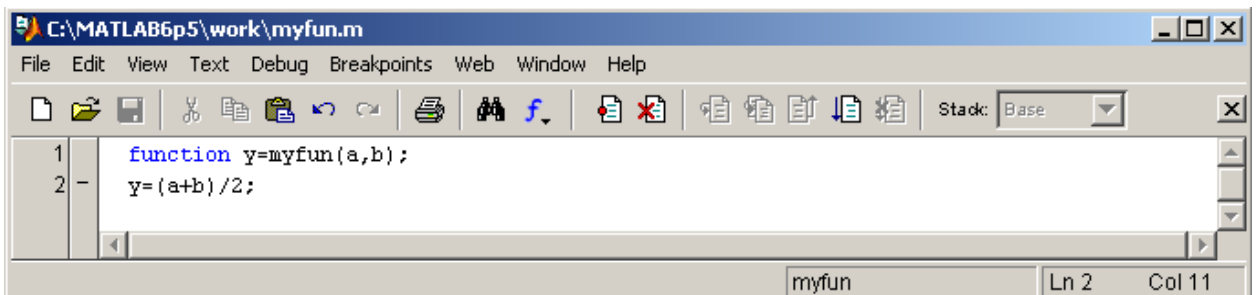 C:\MATLAB6p5\work\myfun.m
File Edit View Text Debug Breakpoints Web Window Help
Stack: Base
1 function y=myfun(a,b);
2 - y=(a+b)/2;
myfun Ln 2 Col 11